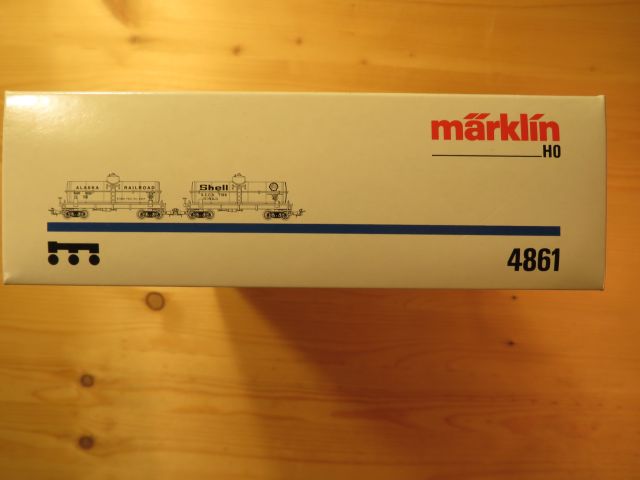 märklin
H0
ALASKA RAILROAD
Shell
4861